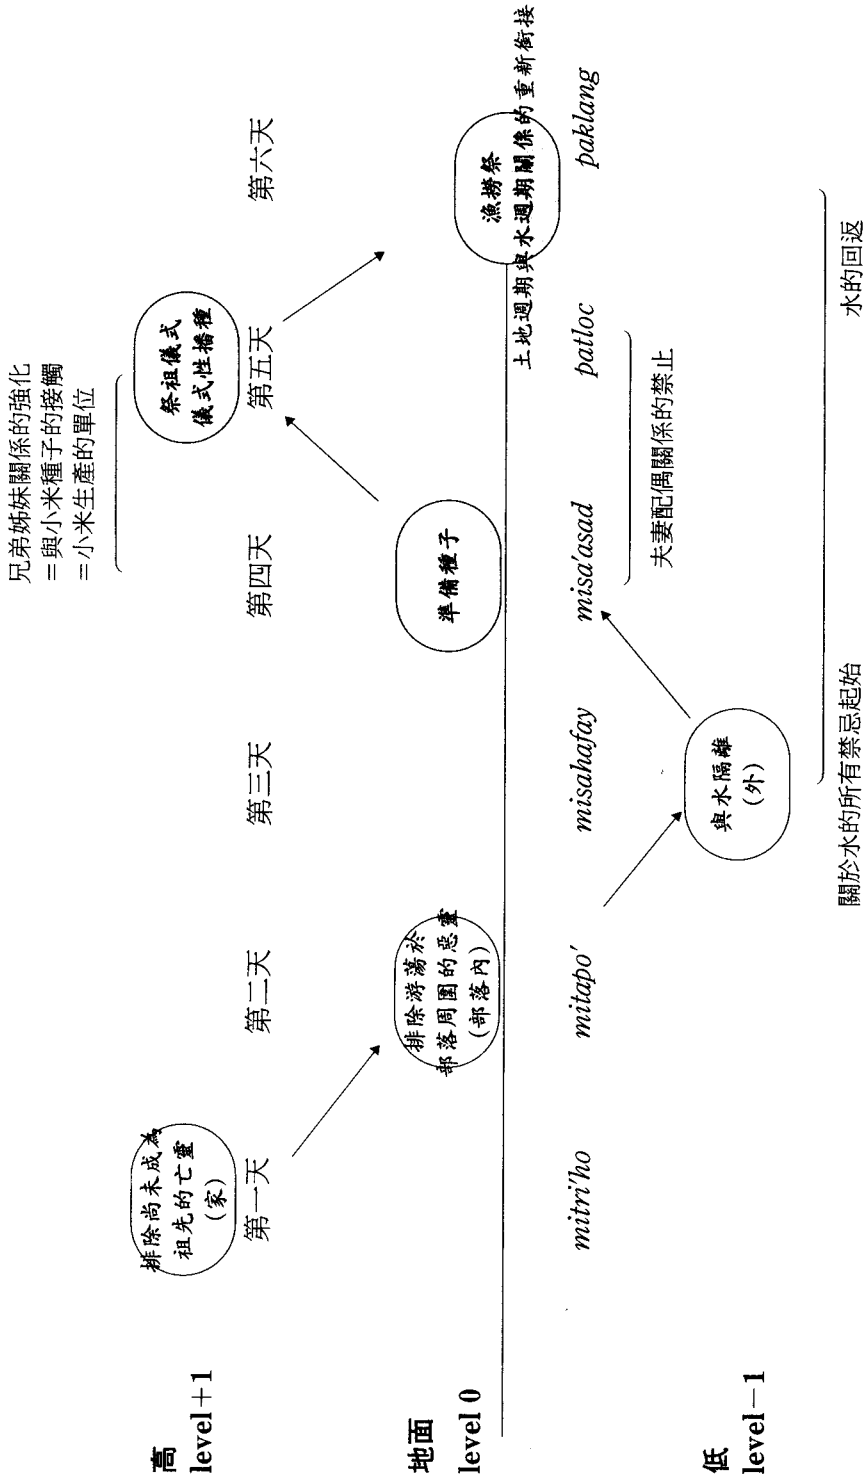 兄弟姊妹關係的強化
＝與小米種子的接觸
＝小米生產的單位
高
level＋1
排除尚未成為
祖先的亡靈
（家）
祭祖儀式
儀式性播種
第一天
第二天
第三天
第四天
第五天
第六天
地面
level 0
排除游蕩於
部落周圍的惡靈
（部落內）
準備種子
漁撈祭
土地週期與水週期關係的重新銜接
mitri'ho
mitapo'
misahafay
misa'asad
patloc
paklang
夫妻配偶關係的禁止
低
level－1
與水隔離
（外）
關於水的所有禁忌起始
水的回返